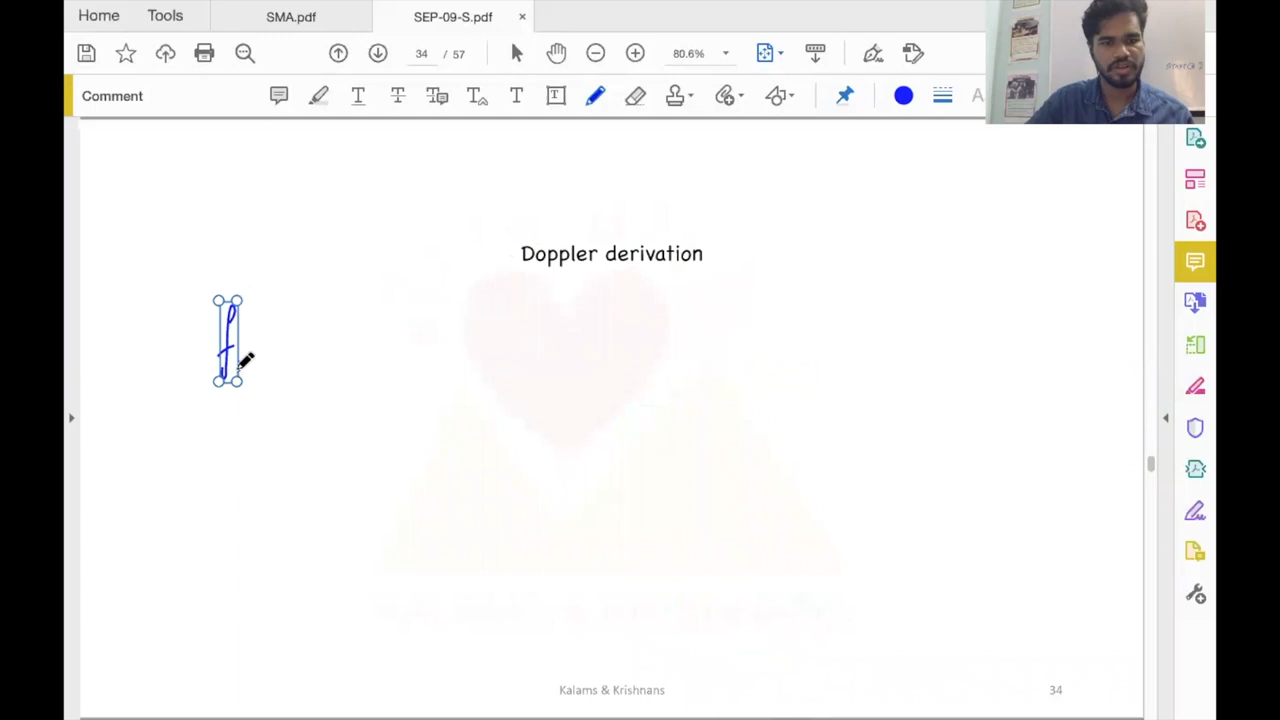 Home Tools SMA.pdf SEP-09-S.pdf ×
34 / 57 80.6%
Comment
Doppler derivation
f
Kalams & Krishnans 34